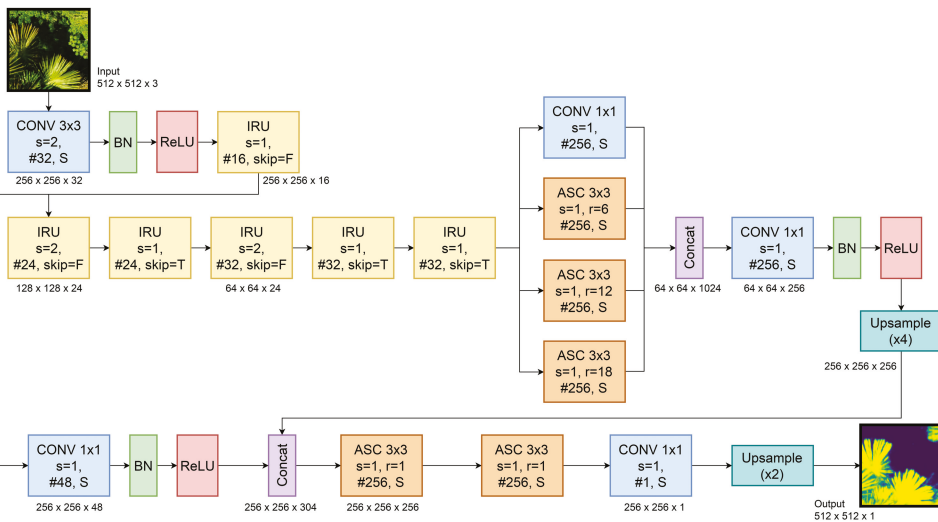 Input
512 x 512 x 3
CONV 3x3
s=2,
#32, S
256 x 256 x 32
BN
ReLU
IRU
s=1,
#16, skip=F
256 x 256 x 16
IRU
s=2,
#24, skip=F
128 x 128 x 24
IRU
s=1,
#24, skip=T
IRU
s=2,
#32, skip=F
64 x 64 x 24
IRU
s=1,
#32, skip=T
IRU
s=1,
#32, skip=T
CONV 1x1
s=1,
#256, S
ASC 3x3
s=1, r=6
#256, S
ASC 3x3
s=1, r=12
#256, S
ASC 3x3
s=1, r=18
#256, S
Concat
64 x 64 x 1024
CONV 1x1
s=1,
#256, S
64 x 64 x 256
BN
ReLU
Upsample
(x4)
256 x 256 x 256
CONV 1x1
s=1,
#48, S
256 x 256 x 48
BN
ReLU
Concat
256 x 256 x 304
ASC 3x3
s=1, r=1
#256, S
256 x 256 x 256
ASC 3x3
s=1, r=1
#256, S
CONV 1x1
s=1,
#1, S
256 x 256 x 1
Upsample
(x2)
Output
512 x 512 x 1